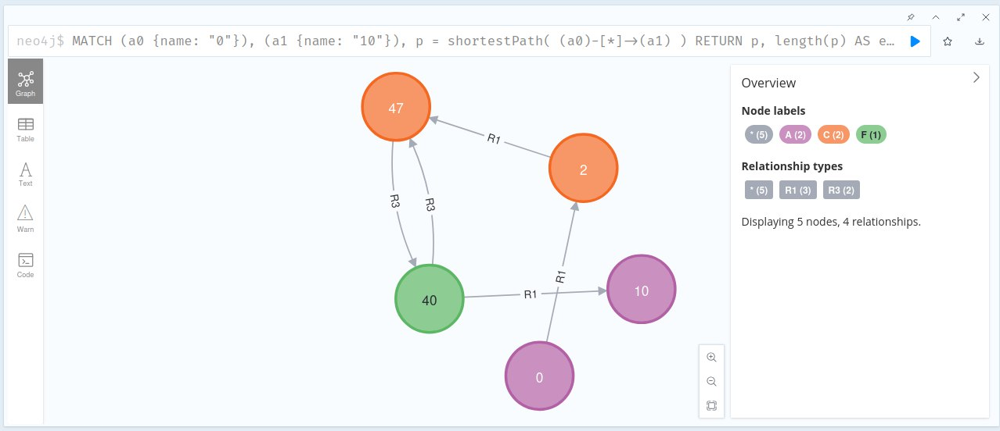 neo4j$ MATCH (a0 {name: "0"}), (a1 {name: "10"}), p = shortestPath( (a0)-[*]->(a1) ) RETURN p, length(p) AS e…
Graph
Table
Text
Warn
Code
47
R1
2
R3
R3
R1
40
R1
10
0
Overview
Node labels
* (5) A (2) C (2) F (1)
Relationship types
* (5) R1 (3) R3 (2)
Displaying 5 nodes, 4 relationships.